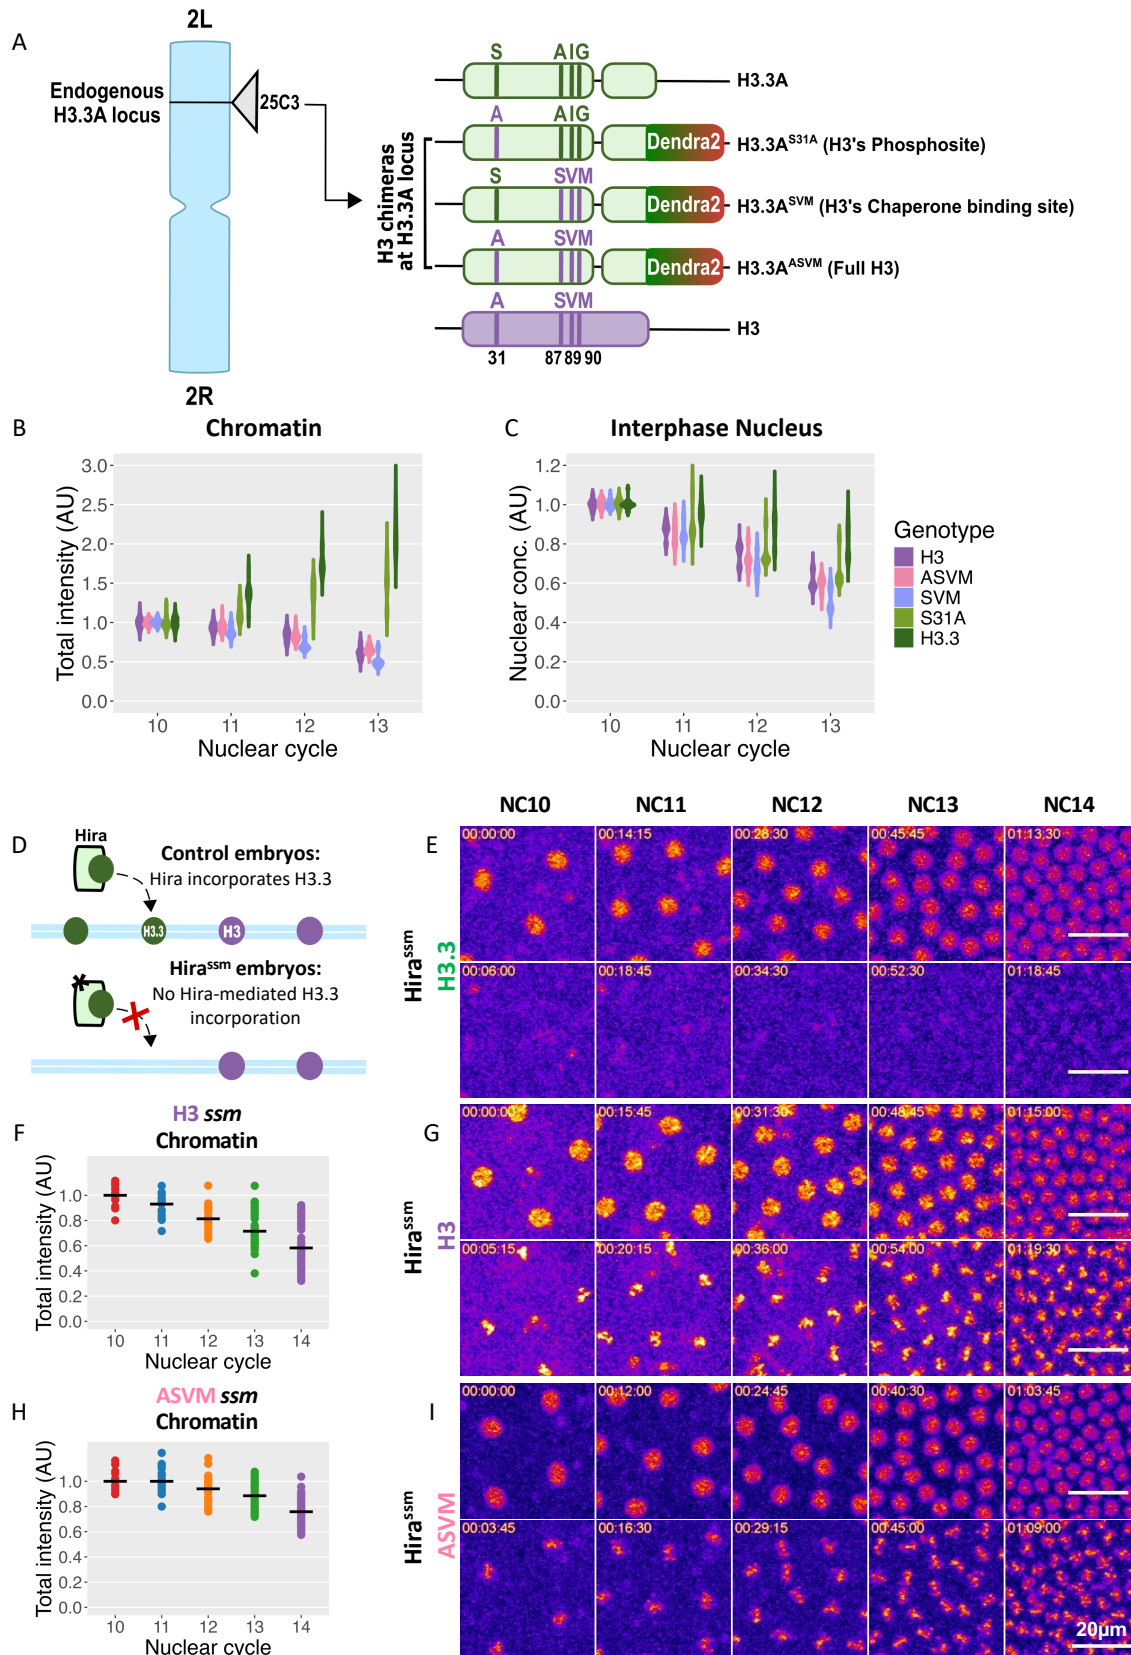 A
2L
Endogenous
H3.3A locus
25C3
2R
H3 chimeras
at H3.3A locus
S AIG
H3.3A
A AIG
Dendra2
H3.3A^S31A (H3's Phosphosite)
S SVM
Dendra2
H3.3A^SVM (H3's Chaperone binding site)
A SVM
Dendra2
H3.3A^ASVM (Full H3)
A SVM
H3
31 87 89 90
B
Chromatin
Total intensity (AU)
3.0
2.5
2.0
1.5
1.0
0.5
0.0
10 11 12 13
Nuclear cycle
C
Interphase Nucleus
Nuclear conc. (AU)
1.2
1.0
0.8
0.6
0.4
0.2
0.0
10 11 12 13
Nuclear cycle
Genotype
H3
ASVM
SVM
S31A
H3.3
D
Hira
Control embryos:
Hira incorporates H3.3
H3.3 H3
Hira^ssm embryos:
No Hira-mediated H3.3
incorporation
NC10 NC11 NC12 NC13 NC14
E
Hira^ssm
H3.3
00:00:00 00:14:15 00:28:30 00:45:45 01:13:30
00:06:00 00:18:45 00:34:30 00:52:30 01:18:45
F
H3 ssm
Chromatin
Total intensity (AU)
1.0
0.8
0.6
0.4
0.2
0.0
10 11 12 13 14
Nuclear cycle
G
Hira^ssm
H3
00:00:00 00:15:45 00:31:30 00:48:45 01:15:00
00:05:15 00:20:15 00:36:00 00:54:00 01:19:30
H
ASVM ssm
Chromatin
Total intensity (AU)
1.0
0.8
0.6
0.4
0.2
0.0
10 11 12 13 14
Nuclear cycle
I
Hira^ssm
ASVM
00:00:00 00:12:00 00:24:45 00:40:30 01:03:45
00:03:45 00:16:30 00:29:15 00:45:00 01:09:00
20µm